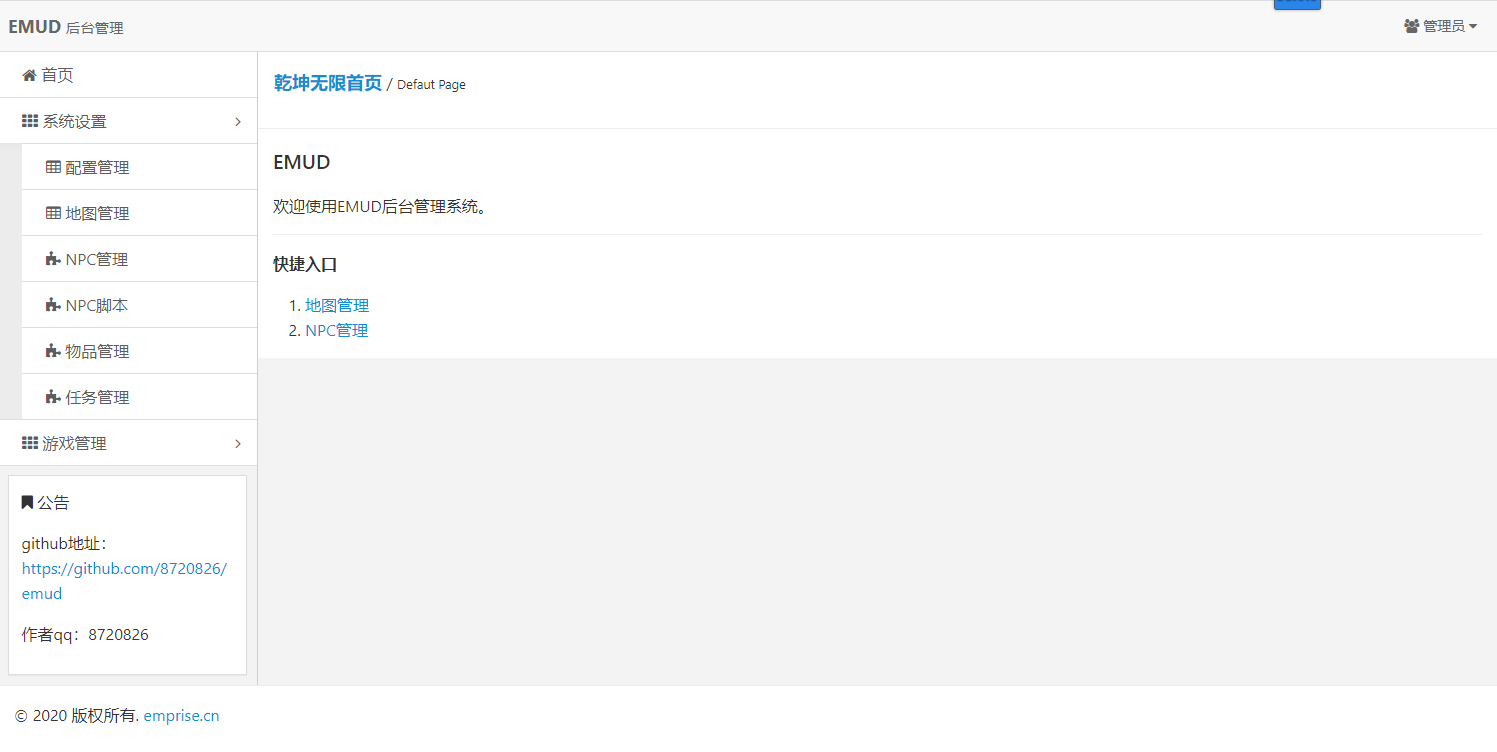 EMUD 后台管理
管理员
首页
系统设置
配置管理
地图管理
NPC管理
NPC脚本
物品管理
任务管理
游戏管理
公告
github地址：
https://github.com/8720826/
emud
作者qq：8720826
乾坤无限首页 / Defaut Page
EMUD
欢迎使用EMUD后台管理系统。
快捷入口
1. 地图管理
2. NPC管理
© 2020 版权所有. emprise.cn